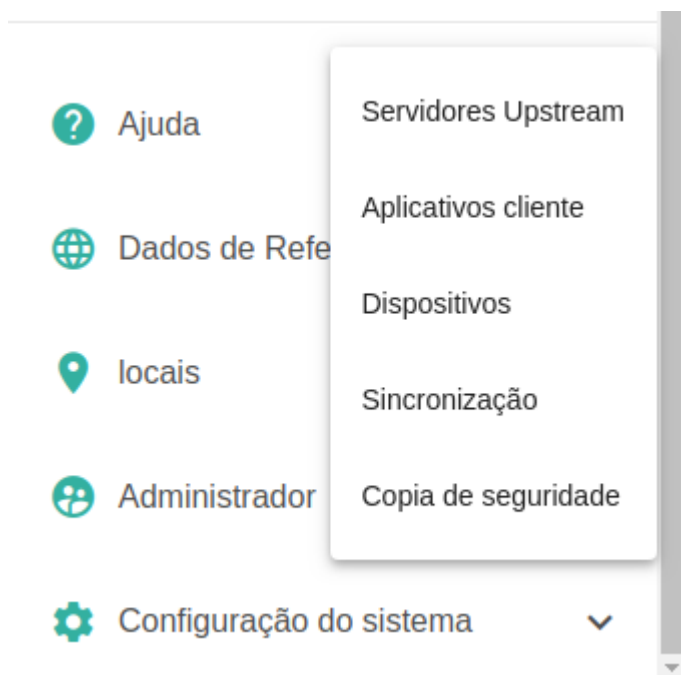 Ajuda
Dados de Refe
locais
Administrador
Configuração do sistema
Servidores Upstream
Aplicativos cliente
Dispositivos
Sincronização
Copia de seguridade